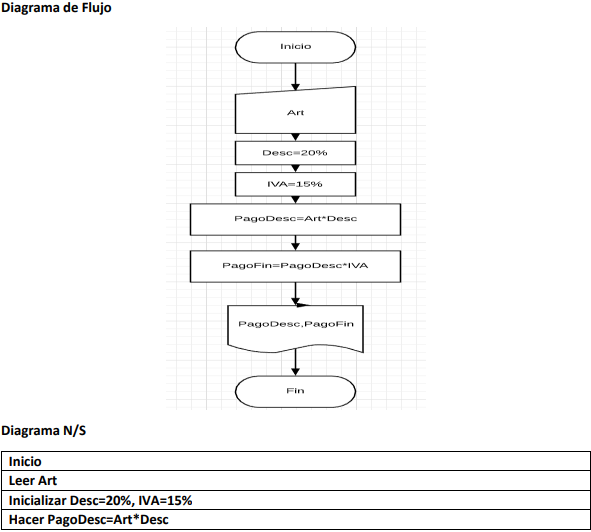 Diagrama de Flujo
Inicio
Art
Desc=20%
IVA=15%
PagoDesc=Art*Desc
PagoFin=PagoDesc*IVA
PagoDesc,PagoFin
Fin
Diagrama N/S
Inicio
Leer Art
Inicializar Desc=20%, IVA=15%
Hacer PagoDesc=Art*Desc